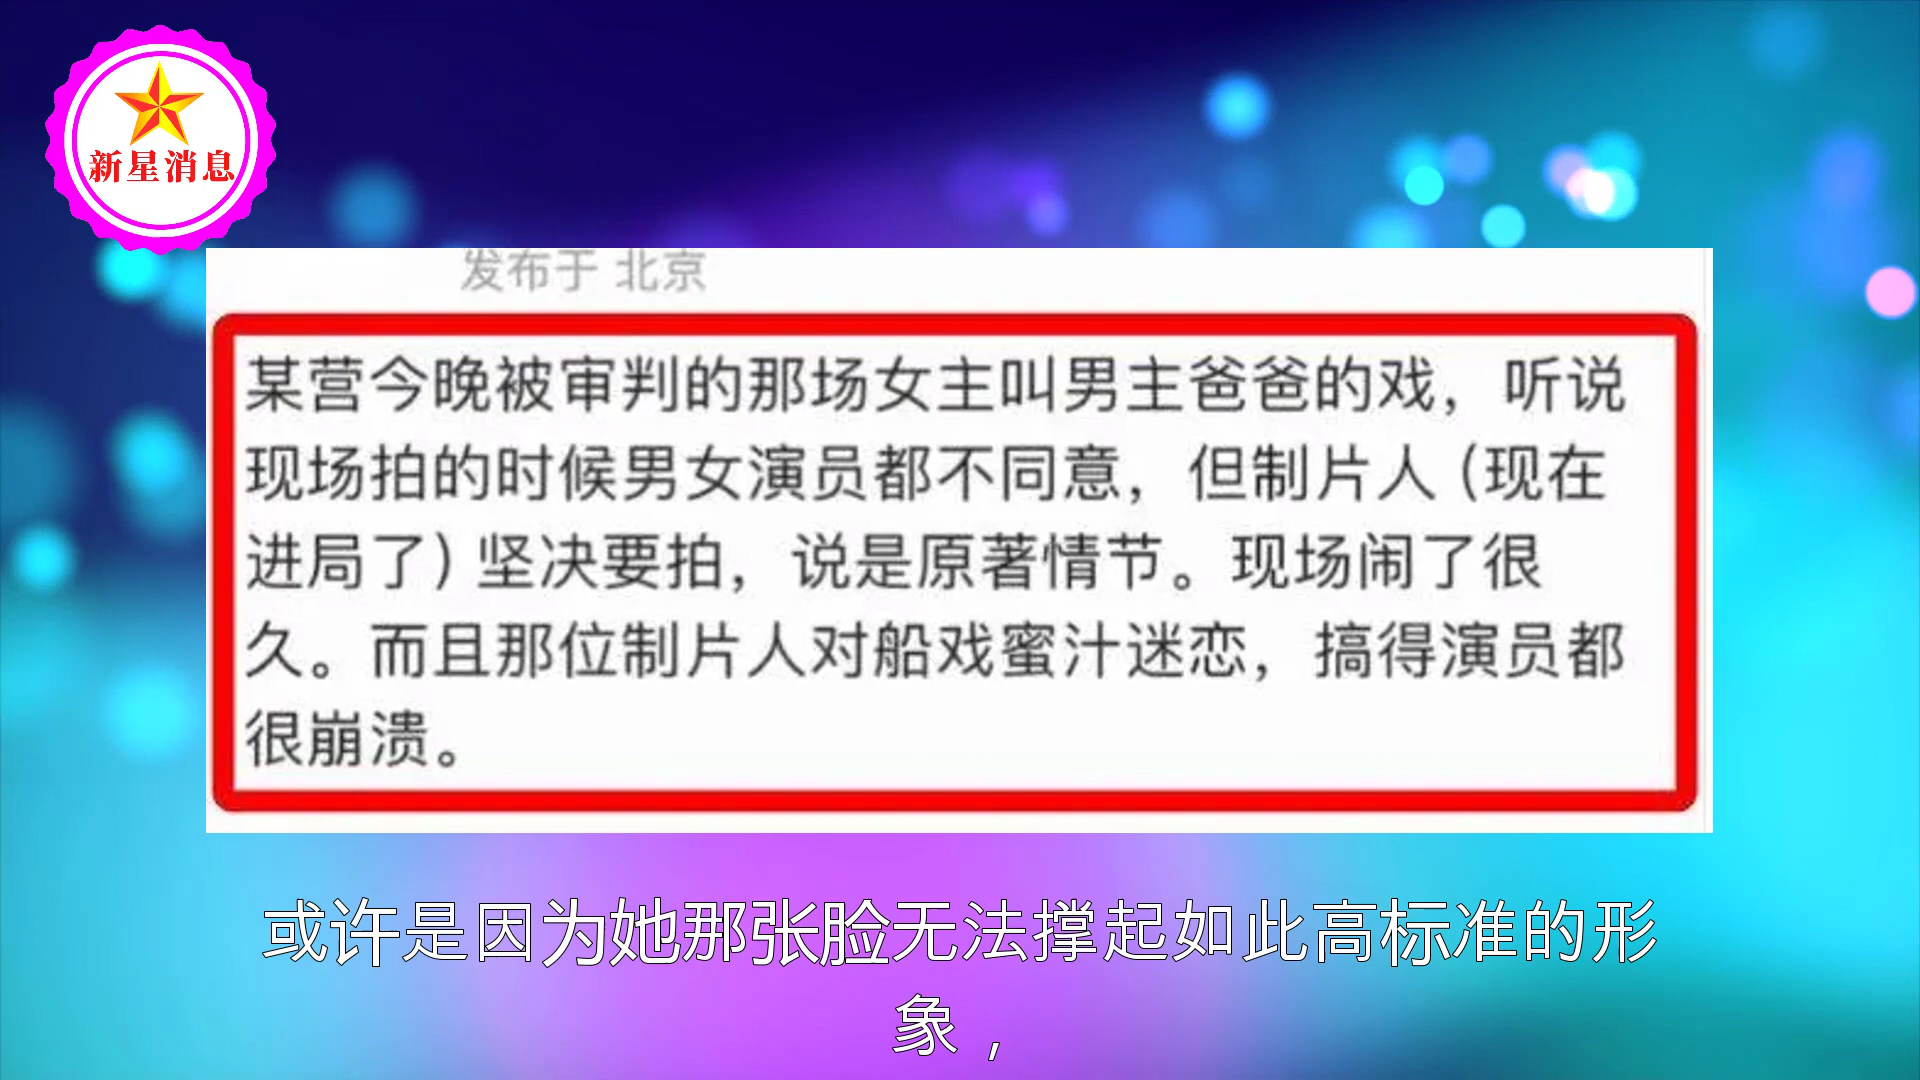 新星消息
发布于 北京
某营今晚被审判的那场女主叫男主爸爸的戏，听说
现场拍的时候男女演员都不同意，但制片人（现在
进局了）坚决要拍，说是原著情节。现场闹了很
久。而且那位制片人对船戏蜜汁迷恋，搞得演员都
很崩溃。
或许是因为她那张脸无法撑起如此高标准的形
象，